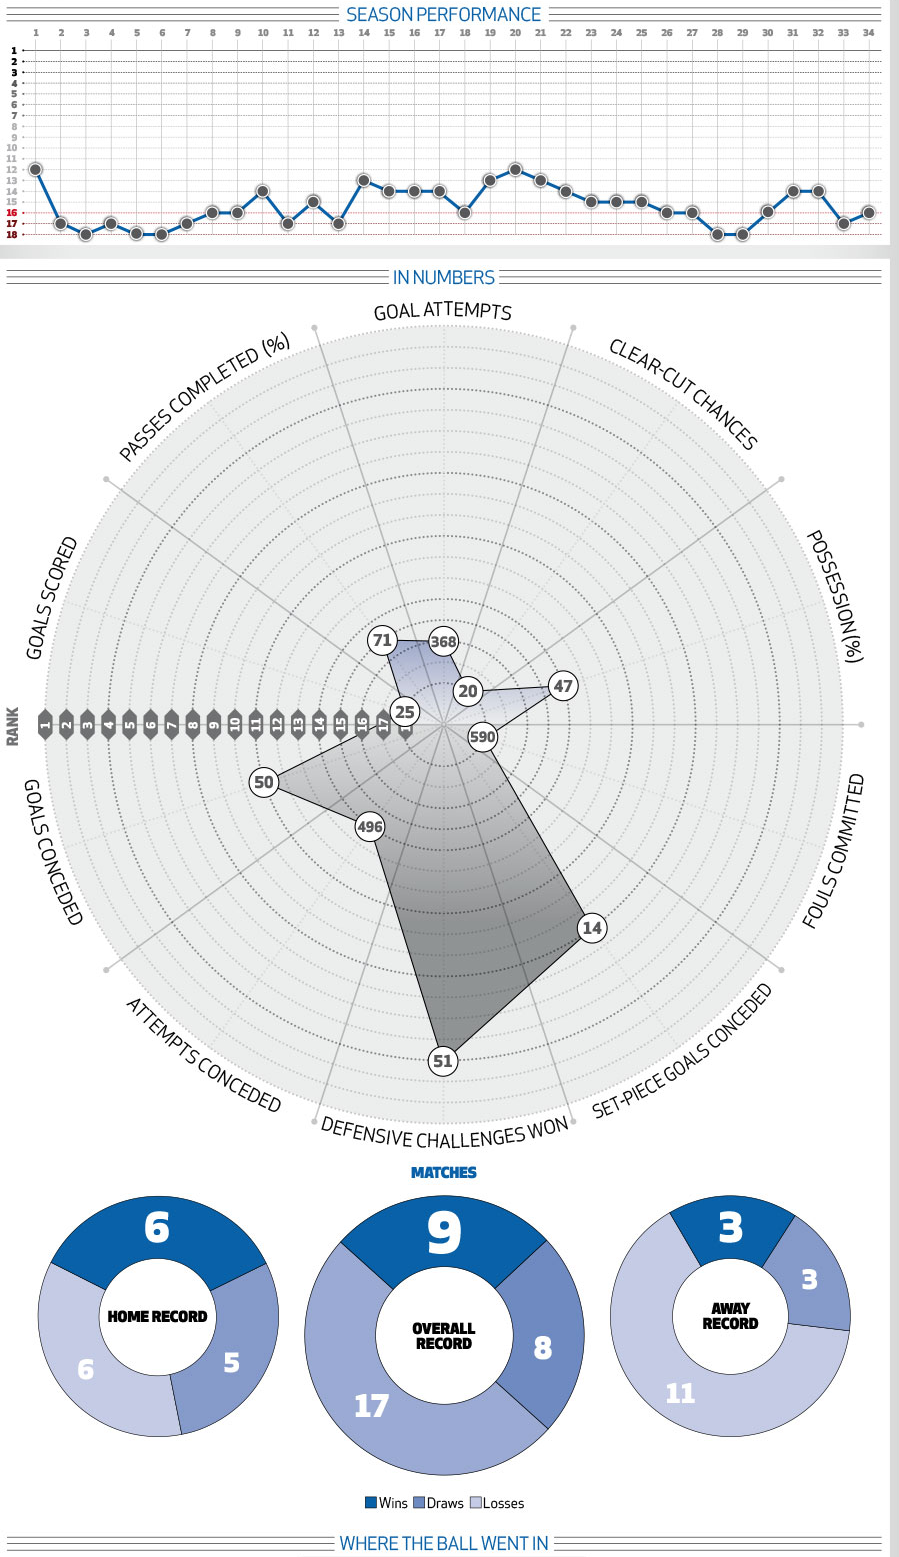 SEASON PERFORMANCE
1 2 3 4 5 6 7 8 9 10 11 12 13 14 15 16 17 18 19 20 21 22 23 24 25 26 27 28 29 30 31 32 33 34
1
2
3
4
5
6
7
8
9
10
11
12
13
14
15
16
17
18
IN NUMBERS
GOAL ATTEMPTS
PASSES COMPLETED (%)
CLEAR-CUT CHANCES
GOALS SCORED
POSSESSION (%)
71
368
20
47
25
590
RANK
1 2 3 4 5 6 7 8 9 10 11 12 13 14 15 16 17
50
496
GOALS CONCEDED
FOULS COMMITTED
14
51
ATTEMPTS CONCEDED
SET-PIECE GOALS CONCEDED
DEFENSIVE CHALLENGES WON
MATCHES
6
HOME RECORD
6
5
9
OVERALL
RECORD
8
17
3
3
AWAY
RECORD
11
Wins Draws Losses
WHERE THE BALL WENT IN